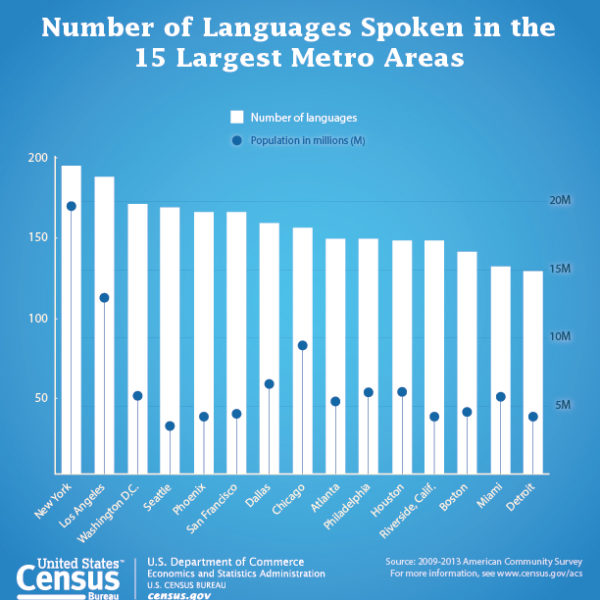 Number of Languages Spoken in the
15 Largest Metro Areas
Number of languages
Population in millions (M)
200
150
100
50
20M
15M
10M
5M
New York
Los Angeles
Washington D.C.
Seattle
Phoenix
San Francisco
Dallas
Chicago
Atlanta
Philadelphia
Houston
Riverside, Calif.
Boston
Miami
Detroit
United States™
Census
Bureau
U.S. Department of Commerce
Economics and Statistics Administration
U.S. CENSUS BUREAU
census.gov
Source: 2009-2013 American Community Survey
For more information, see www.census.gov/acs